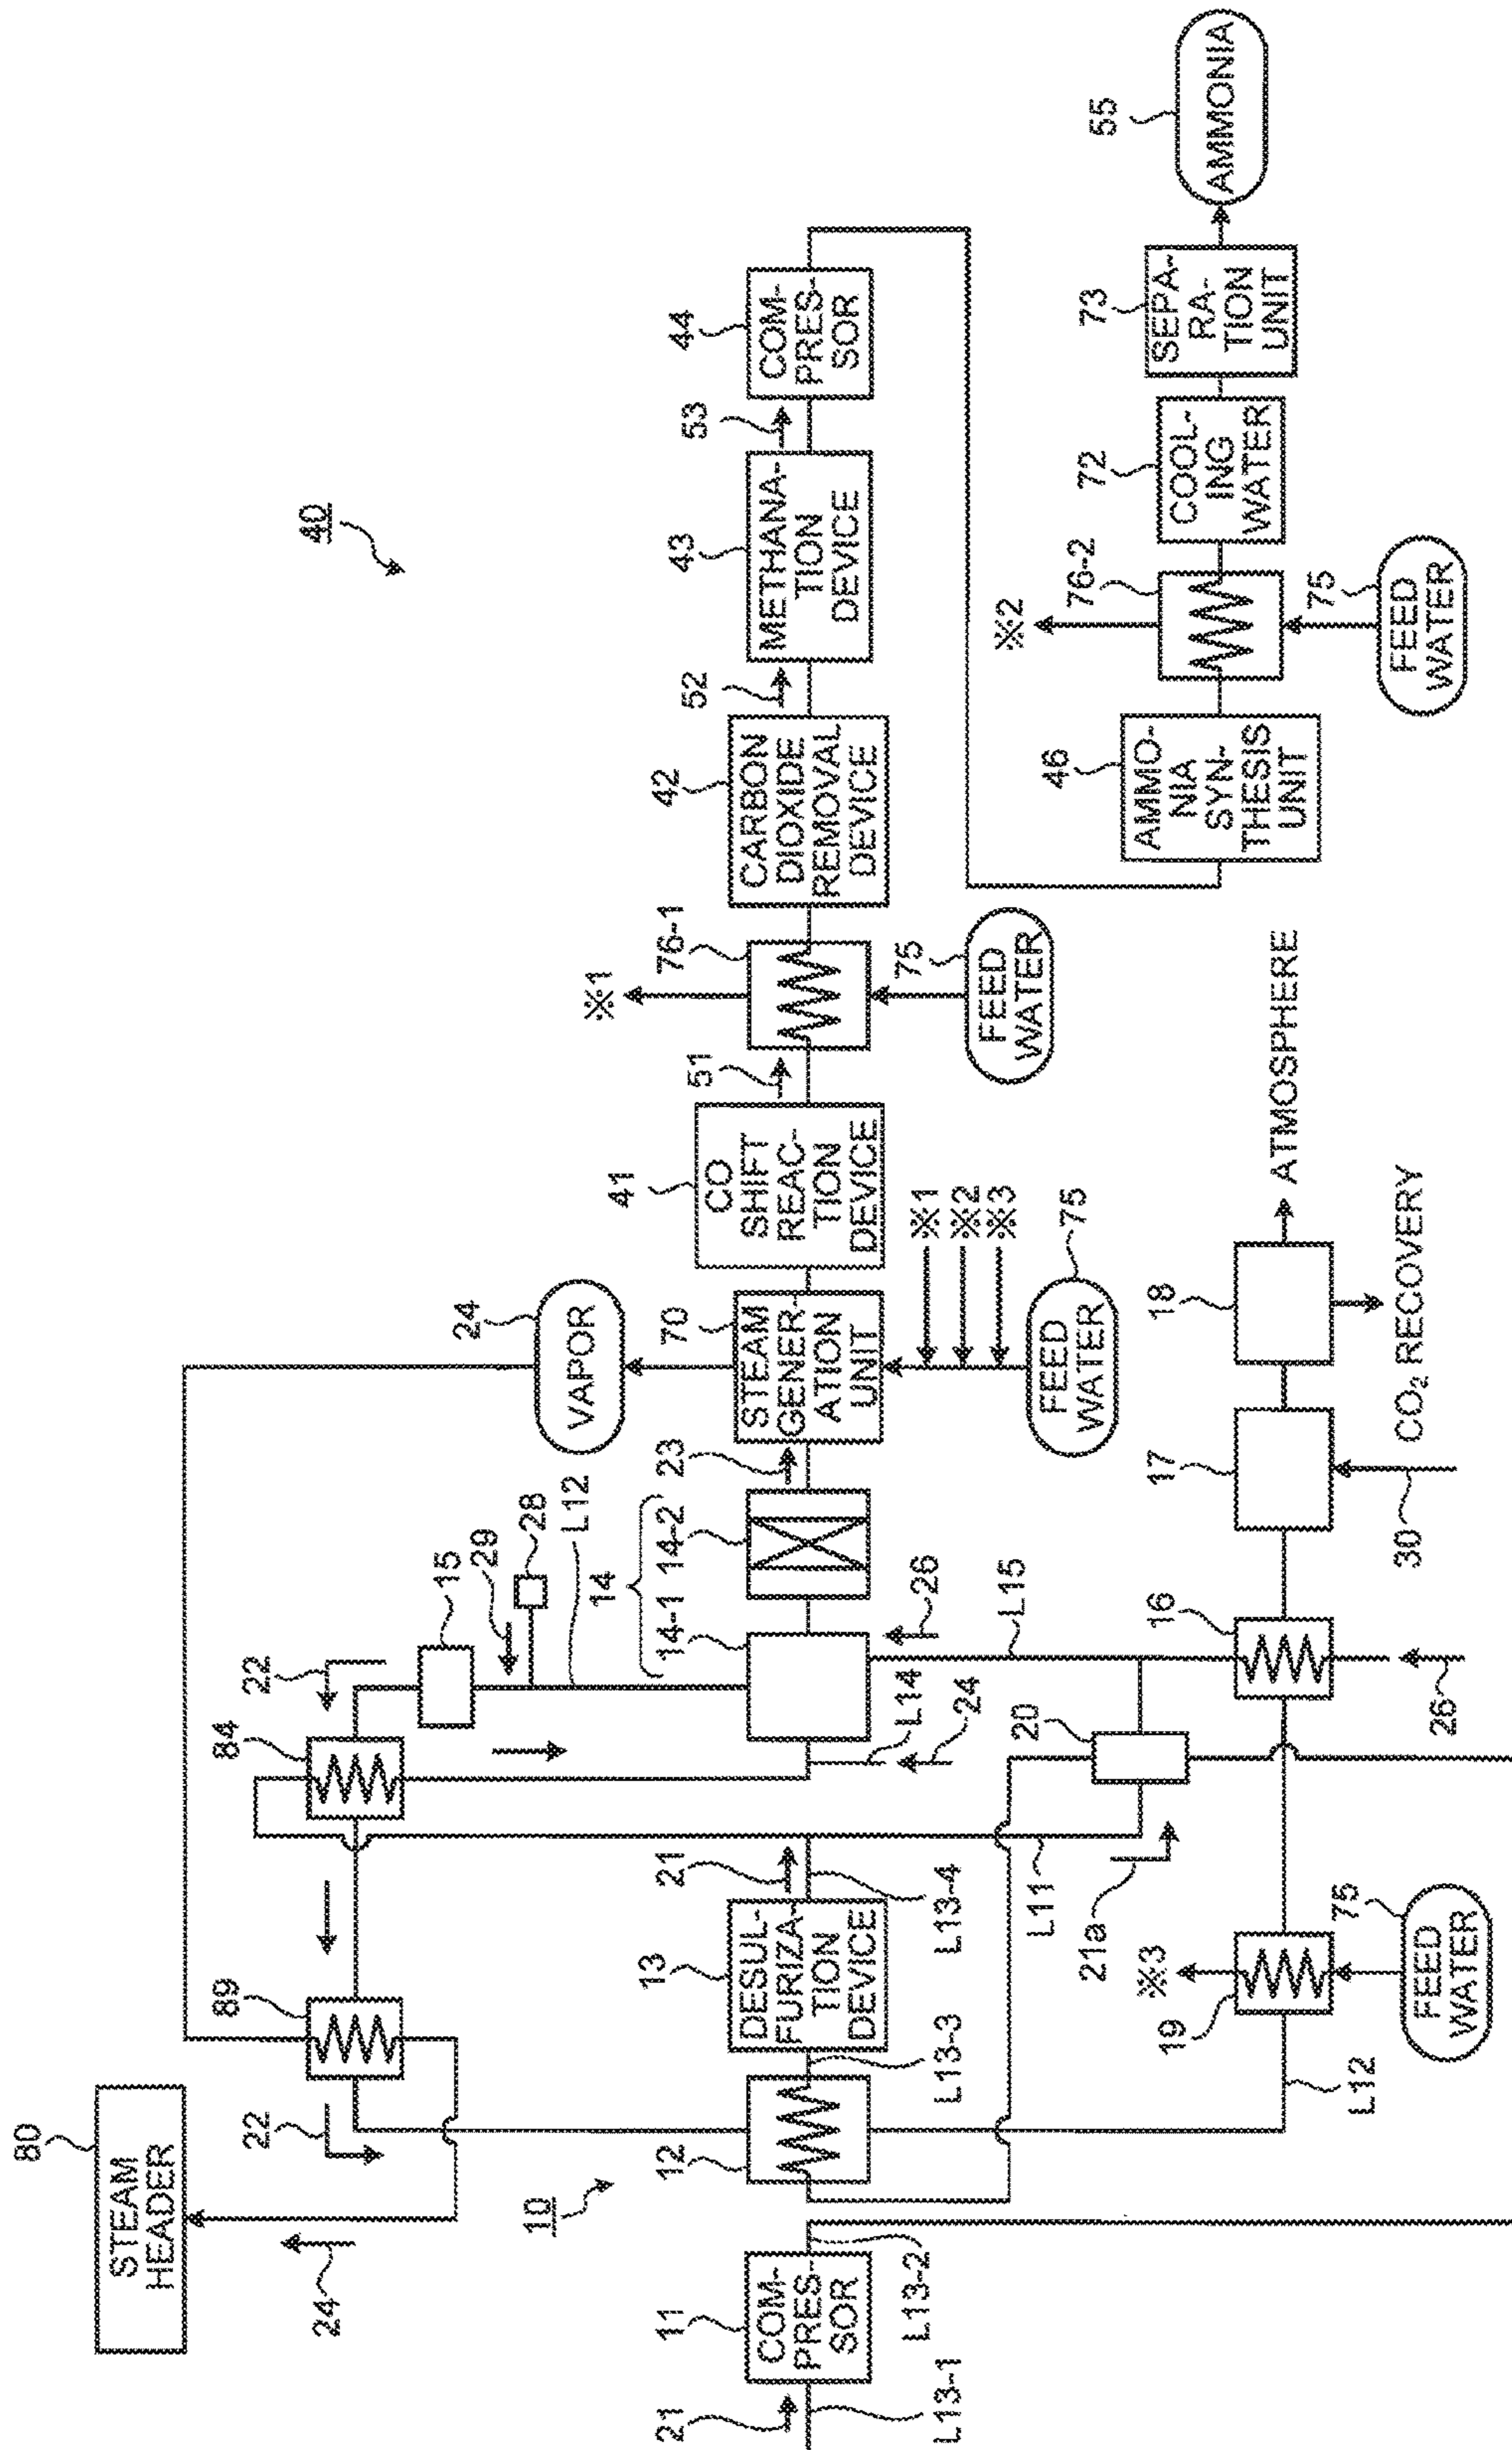 40
80
STEAM
HEADER
24
22
89
84
22
15
29
28
L12
24
VAPOR
10
21
L13-1
11
COM-
PRES-
SOR
L13-2
12
L13-3
13
DESUL-
FURIZA-
TION
DEVICE
21
L13-4
14
14-1
14-2
L14
24
26
23
70
STEAM
GENER-
ATION
UNIT
※1
※2
※3
FEED
WATER
75
41
CO
SHIFT
REAC-
TION
DEVICE
51
※1
76-1
75
FEED
WATER
42
CARBON
DIOXIDE
REMOVAL
DEVICE
52
43
METHANA-
TION
DEVICE
53
44
COM-
PRES-
SOR
L11
21a
20
L15
L12
19
※3
75
FEED
WATER
16
26
17
30
18
ATMOSPHERE
CO₂ RECOVERY
46
AMMO-
NIA
SYN-
THESIS
UNIT
※2
76-2
75
FEED
WATER
72
COOL-
ING
WATER
73
SEPA-
RA-
TION
UNIT
55
AMMONIA